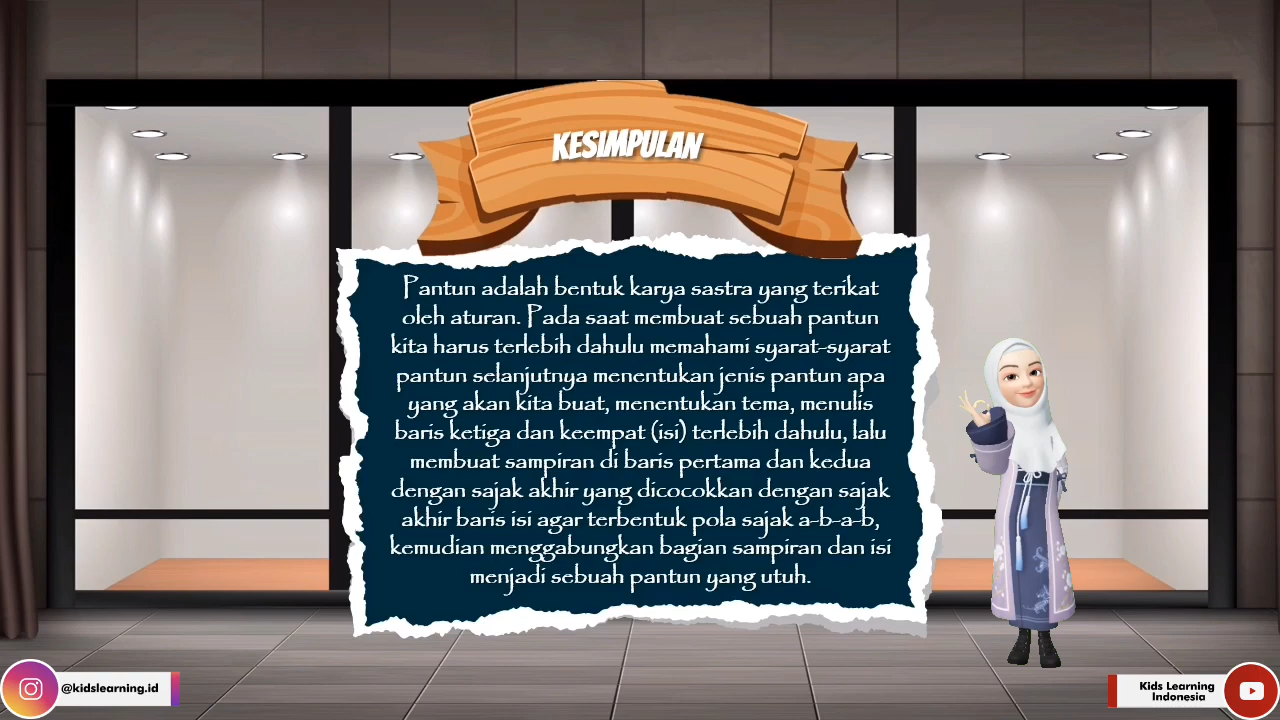 KESIMPULAN
Pantun adalah bentuk karya sastra yang terikat
oleh aturan. Pada saat membuat sebuah pantun
kita harus terlebih dahulu memahami syarat-syarat
pantun selanjutnya menentukan jenis pantun apa
yang akan kita buat, menentukan tema, menulis
baris ketiga dan keempat (isi) terlebih dahulu, lalu
membuat sampiran di baris pertama dan kedua
dengan sajak akhir yang dicocokkan dengan sajak
akhir baris isi agar terbentuk pola sajak a-b-a-b,
kemudian menggabungkan bagian sampiran dan isi
menjadi sebuah pantun yang utuh.
@kidslearning.id
Kids Learning
Indonesia